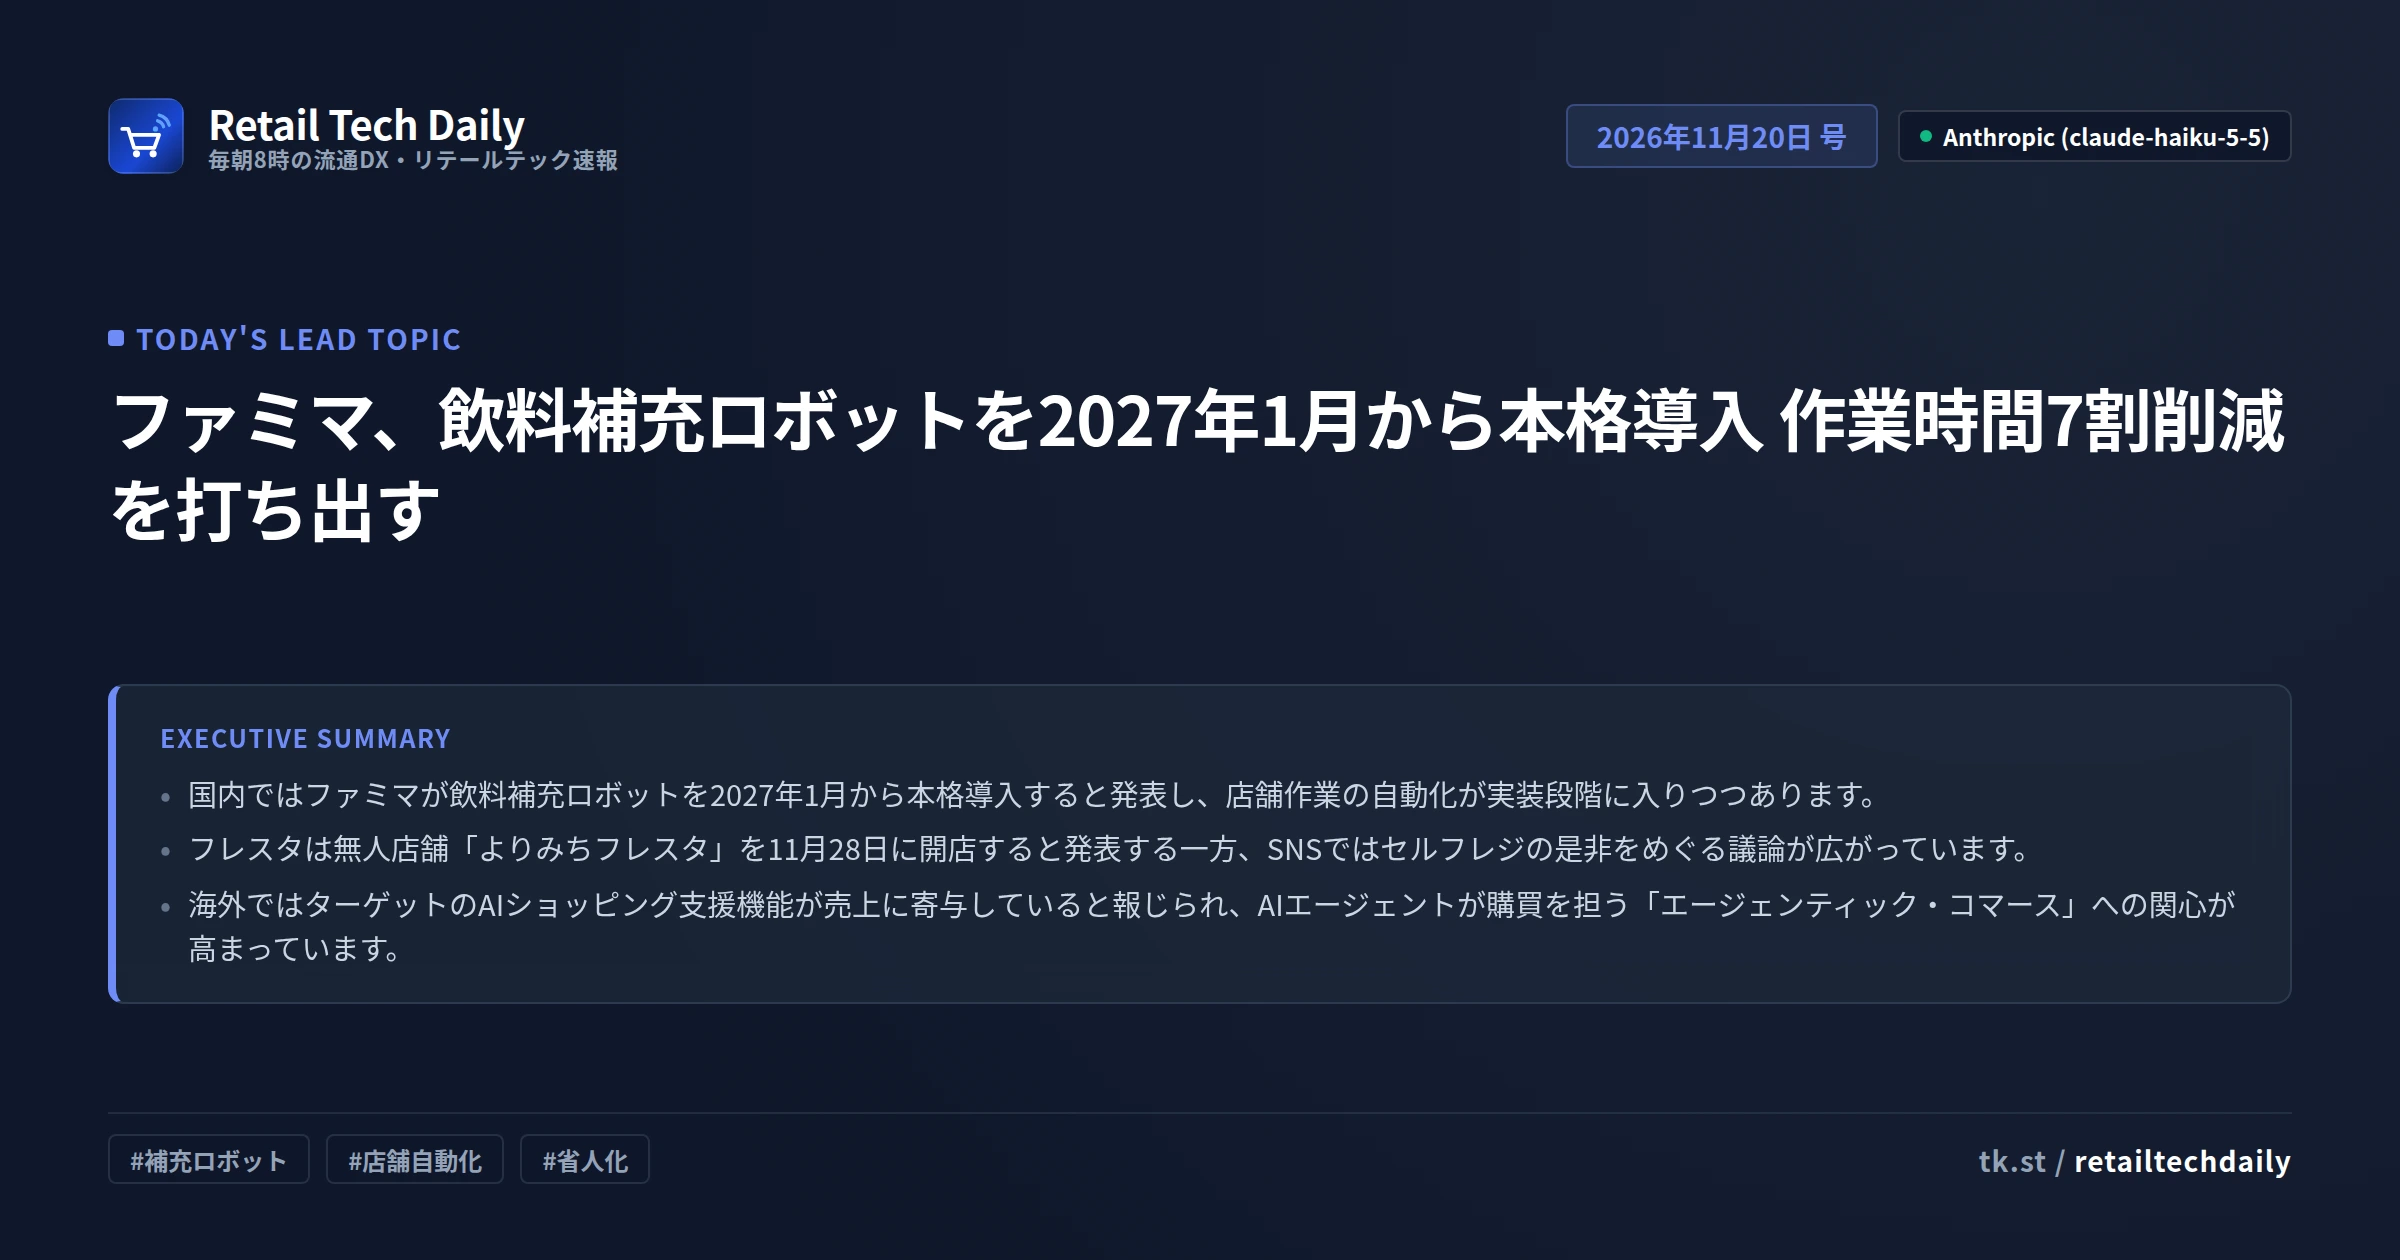 Retail Tech Daily
毎朝8時の流通DX・リテールテック速報
2026年11月20日 号
Anthropic (claude-haiku-5-5)
TODAY'S LEAD TOPIC
ファミマ、飲料補充ロボットを2027年1月から本格導入 作業時間7割削減
を打ち出す
EXECUTIVE SUMMARY
• 国内ではファミマが飲料補充ロボットを2027年1月から本格導入すると発表し、店舗作業の自動化が実装段階に入りつつあります。
• フレスタは無人店舗「よりみちフレスタ」を11月28日に開店すると発表する一方、SNSではセルフレジの是非をめぐる議論が広がっています。
• 海外ではターゲットのAIショッピング支援機能が売上に寄与していると報じられ、AIエージェントが購買を担う「エージェンティック・コマース」への関心が
高まっています。
#補充ロボット
#店舗自動化
#省人化
tk.st / retailtechdaily